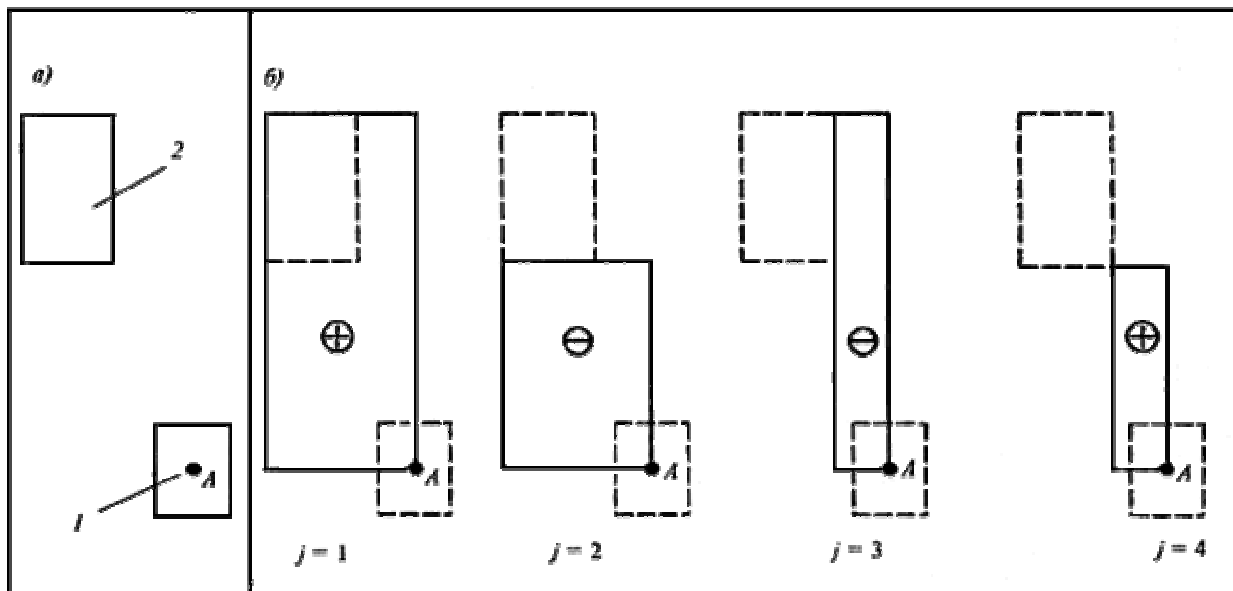 а) б)
2
A A A A A
1
j = 1 j = 2 j = 3 j = 4